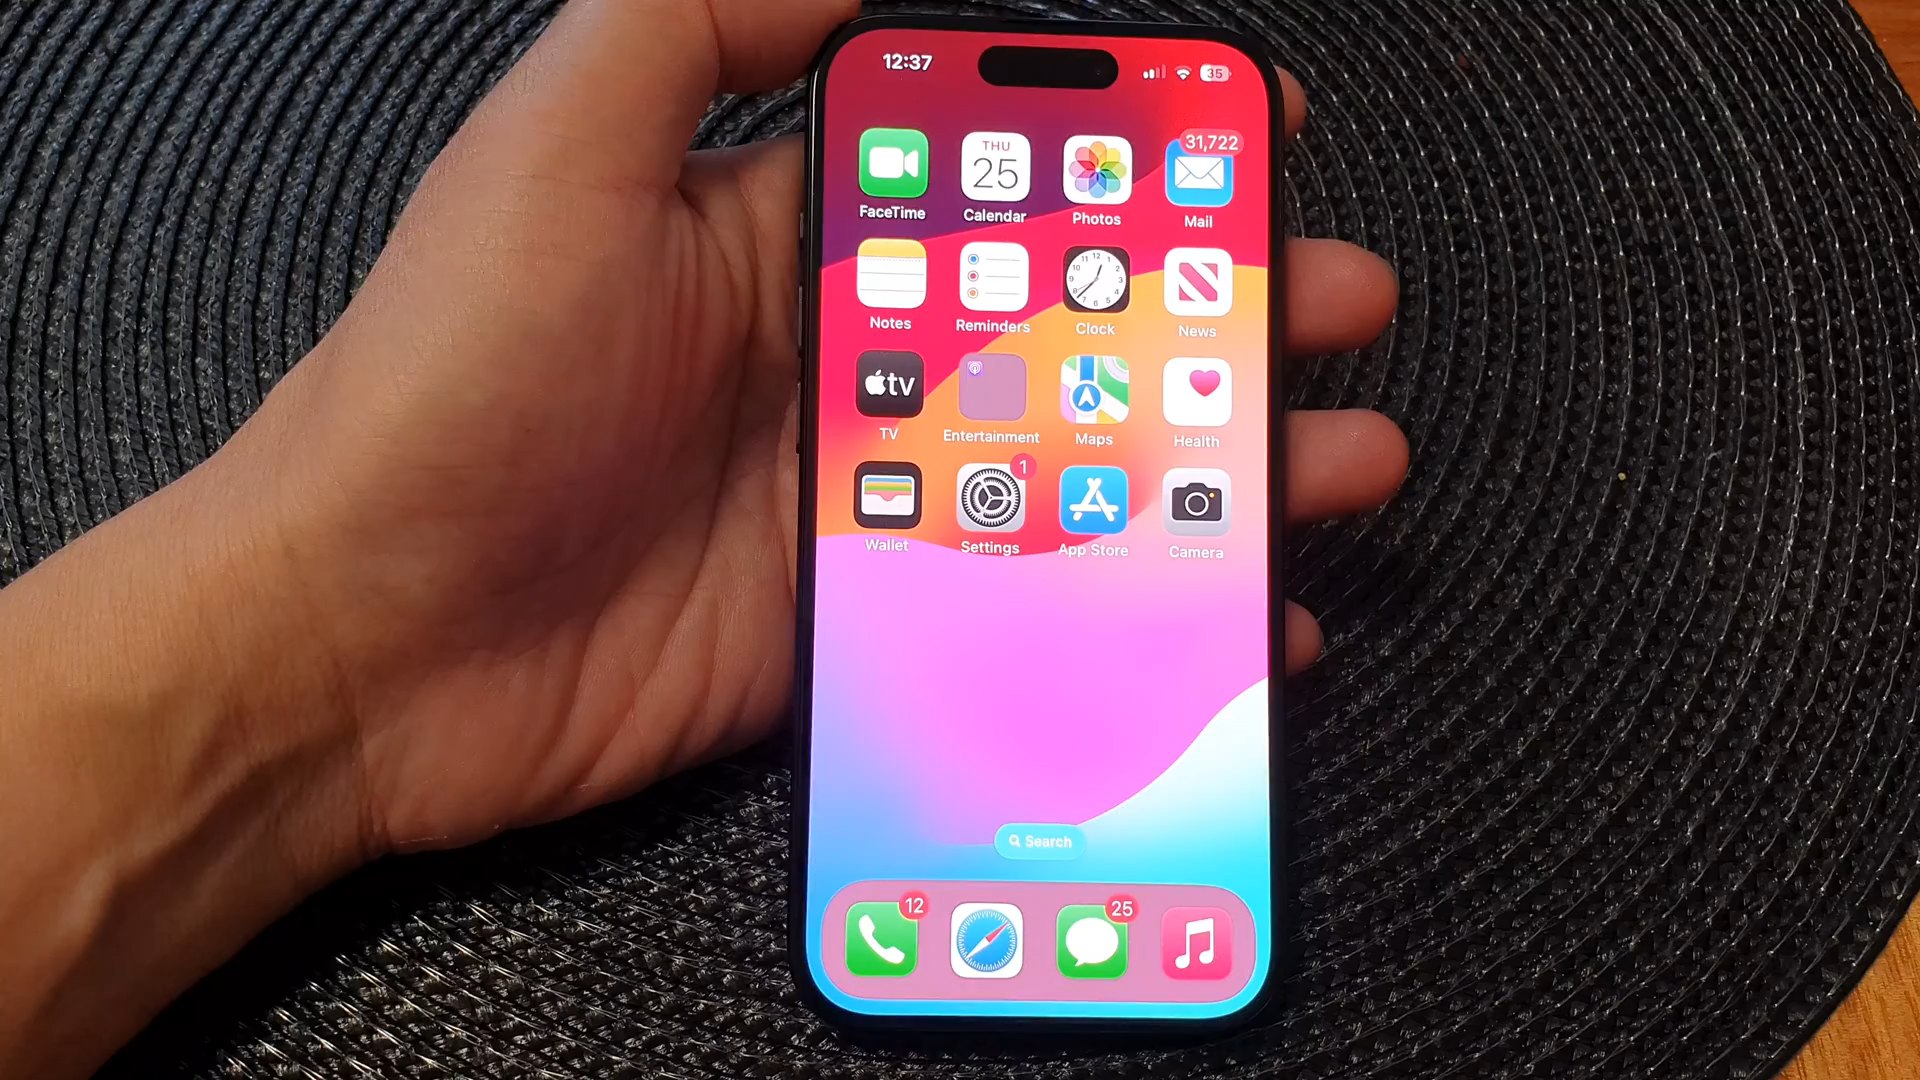 12:37
35
THU
25
31,722
FaceTime
Calendar
Photos
Mail
Notes
Reminders
Clock
News
tv
TV
Entertainment
Maps
Health
1
Wallet
Settings
App Store
Camera
Search
12
25